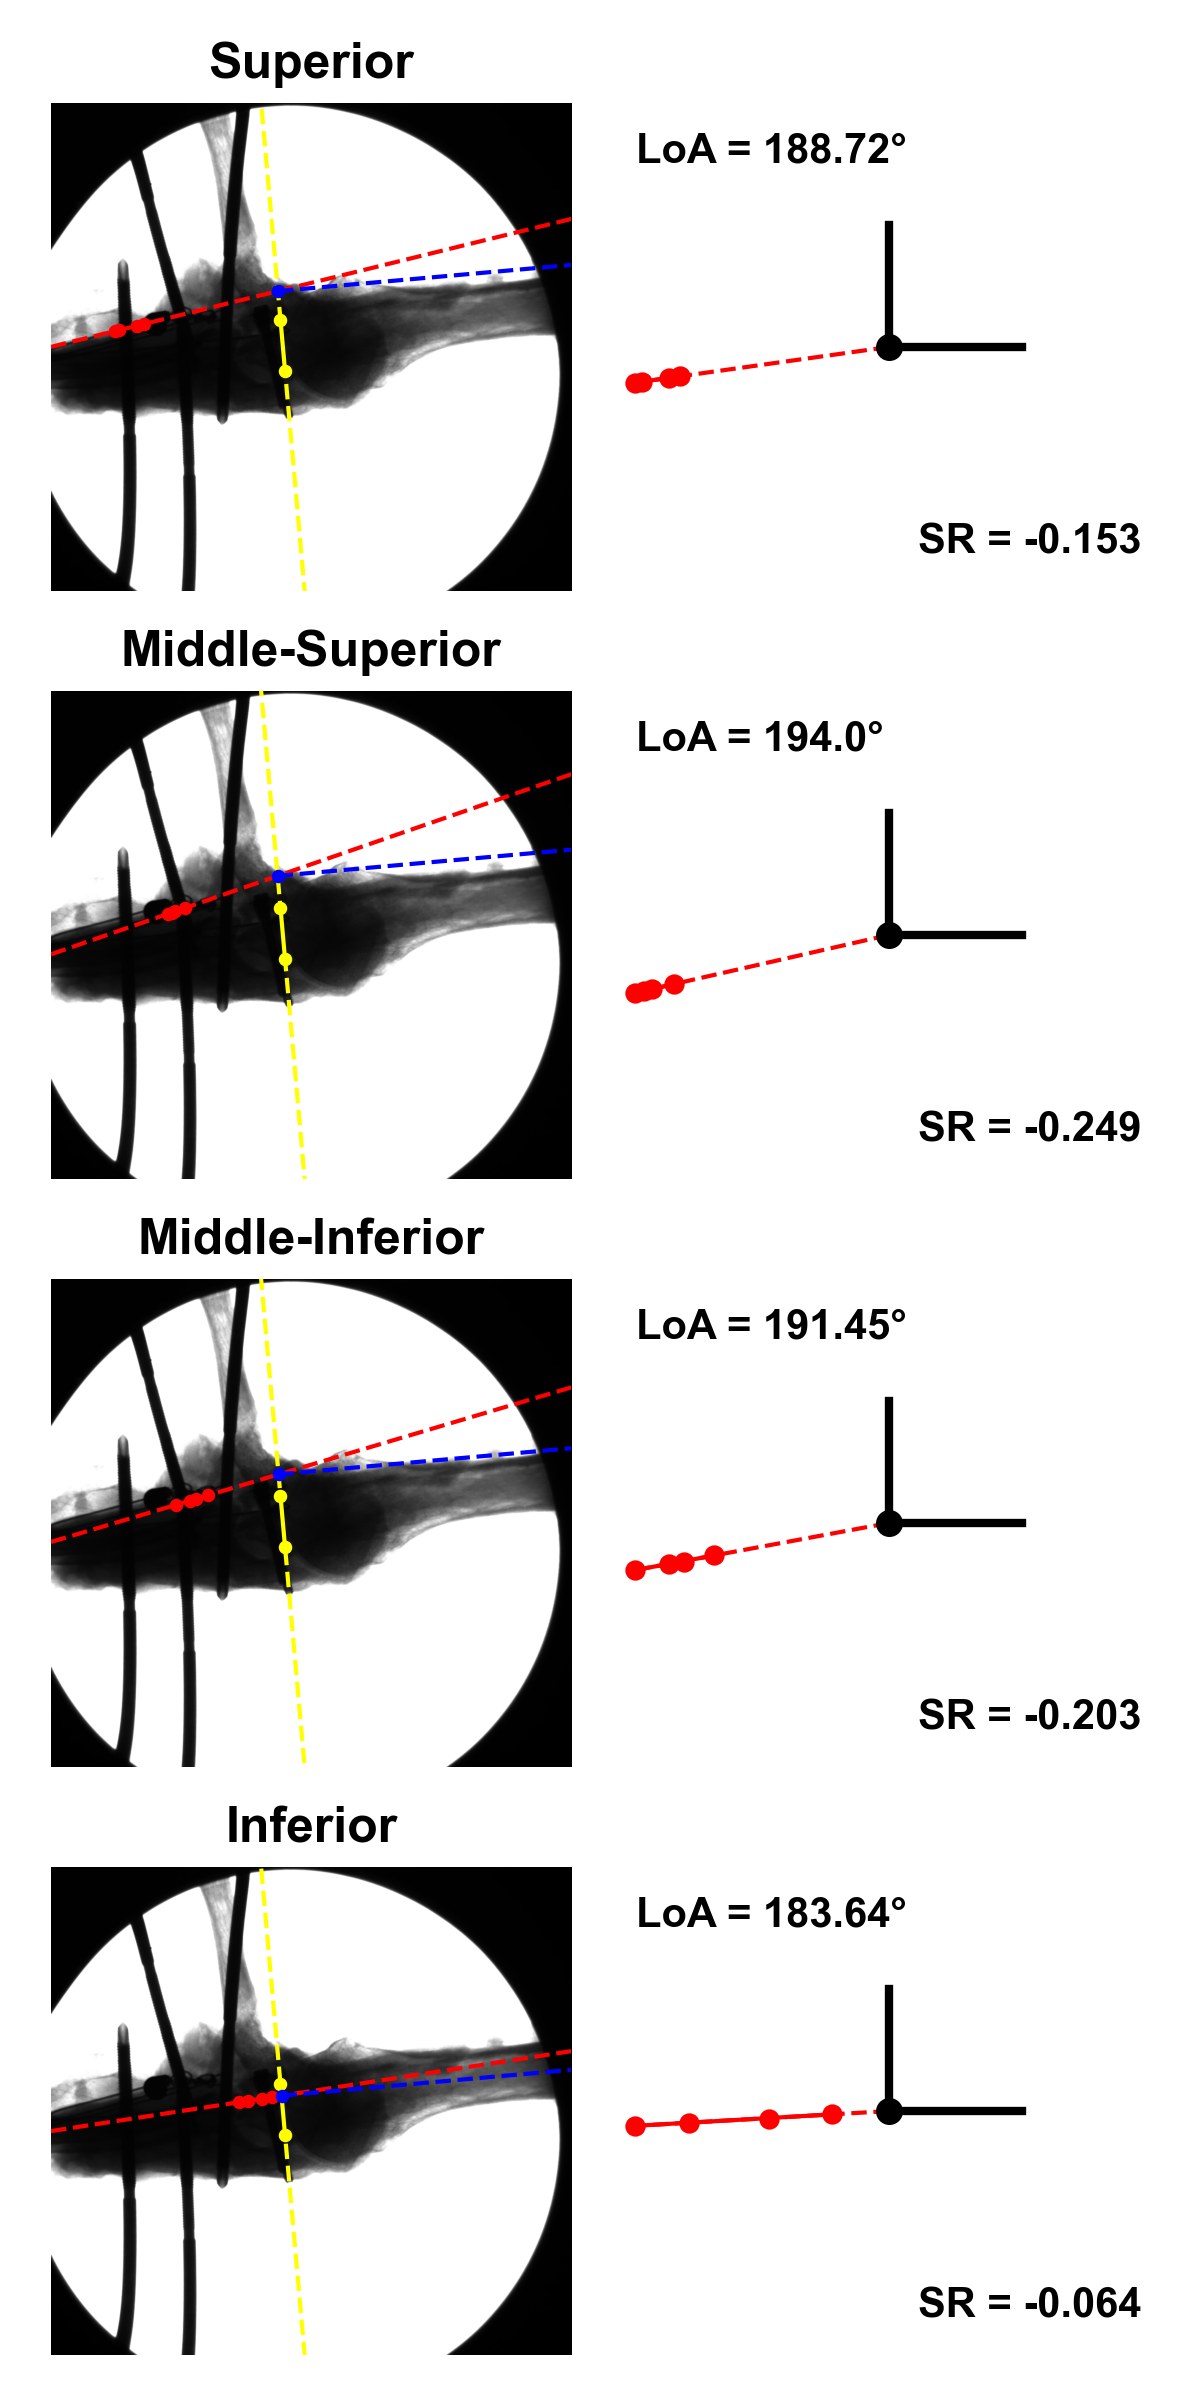 Superior
LoA = 188.72°
SR = -0.153
Middle-Superior
LoA = 194.0°
SR = -0.249
Middle-Inferior
LoA = 191.45°
SR = -0.203
Inferior
LoA = 183.64°
SR = -0.064